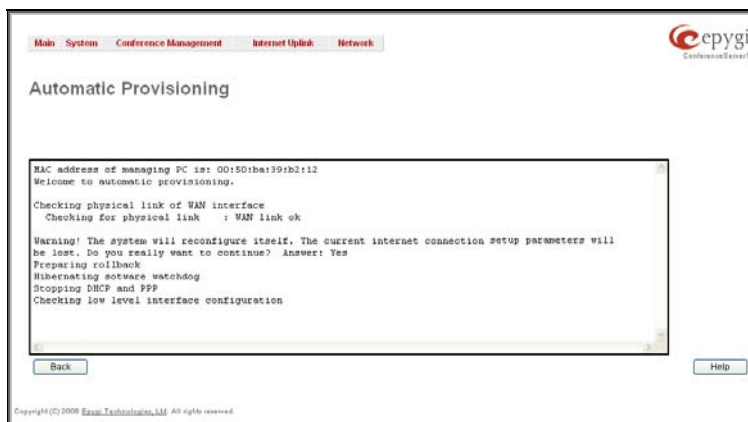 Main System Conference Management Internet Uplink Network
epygi
ConferenceServer
Automatic Provisioning
MAC address of managing PC is: 00:50:ba:39:b2:12
Welcome to automatic provisioning.
Checking physical link of WAN interface
Checking for physical link : WAN link ok
Warning! The system will reconfigure itself. The current internet connection setup parameters will
be lost. Do you really want to continue? Answer: Yes
Preparing rollback
Hibernating sotware watchdog
Stopping DHCP and PPP
Checking low level interface configuration
Back
Help
Copyright (C) 2008 Epygi Technologies, Ltd. All rights reserved.